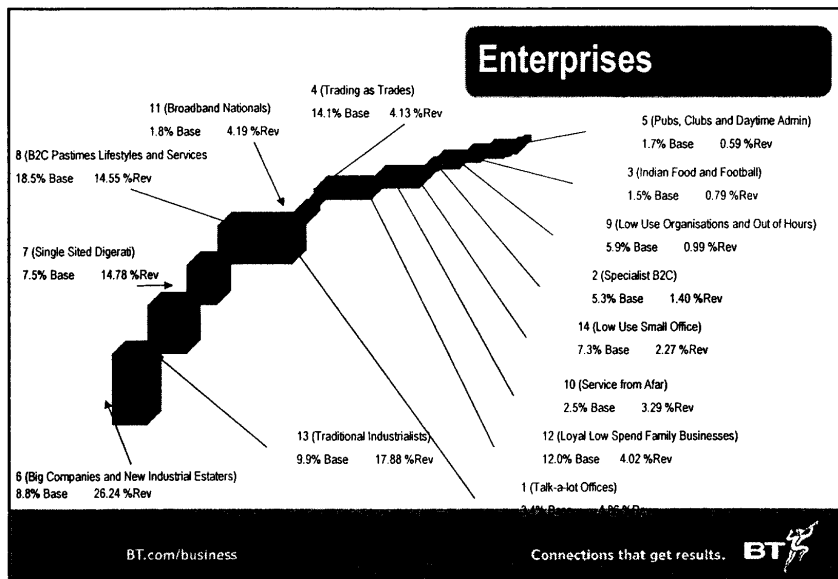 Enterprises
4 (Trading as Trades)
14.1% Base 4.13 %Rev
11 (Broadband Nationals)
1.8% Base 4.19 %Rev
5 (Pubs, Clubs and Daytime Admin)
1.7% Base 0.59 %Rev
8 (B2C Pastimes Lifestyles and Services
18.5% Base 14.55 %Rev
3 (Indian Food and Football)
1.5% Base 0.79 %Rev
9 (Low Use Organisations and Out of Hours)
5.9% Base 0.99 %Rev
7 (Single Sited Digerati)
7.5% Base 14.78 %Rev
2 (Specialist B2C)
5.3% Base 1.40 %Rev
14 (Low Use Small Office)
7.3% Base 2.27 %Rev
10 (Service from Afar)
2.5% Base 3.29 %Rev
13 (Traditional Industrialists)
9.9% Base 17.88 %Rev
12 (Loyal Low Spend Family Businesses)
12.0% Base 4.02 %Rev
6 (Big Companies and New Industrial Estaters)
8.8% Base 26.24 %Rev
1 (Talk-a-lot Offices)
BT.com/business
Connections that get results.
BT